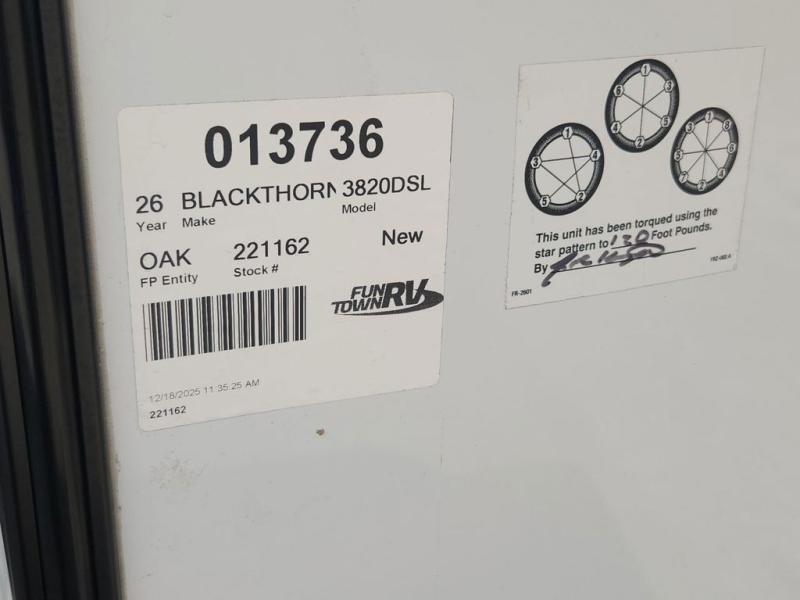 013736
26 BLACKTHORN 3820DSL
Year Make Model
OAK 221162 New
FP Entity Stock #
FUN TOWN RV
12/18/2025 11:35:25 AM
221162
This unit has been torqued using the
star pattern to 130 Foot Pounds.
By
FR-2601